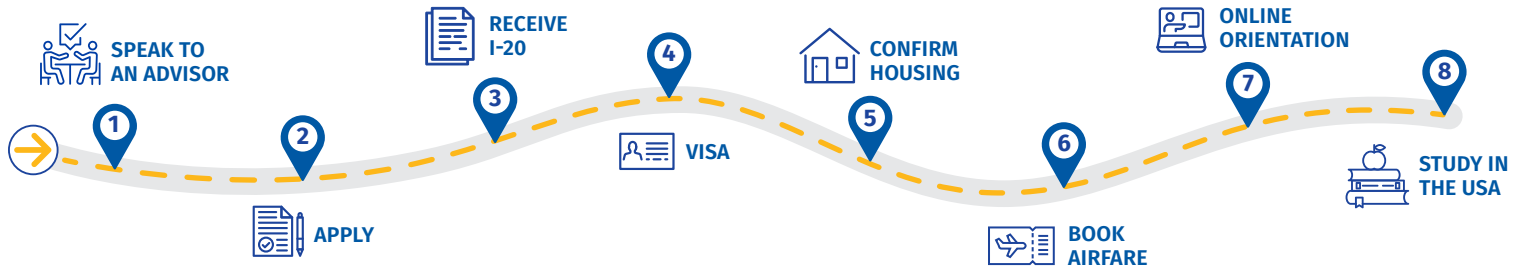 1
SPEAK TO
AN ADVISOR
2
APPLY
3
RECEIVE
I-20
4
VISA
5
CONFIRM
HOUSING
6
BOOK
AIRFARE
7
ONLINE
ORIENTATION
8
STUDY IN
THE USA